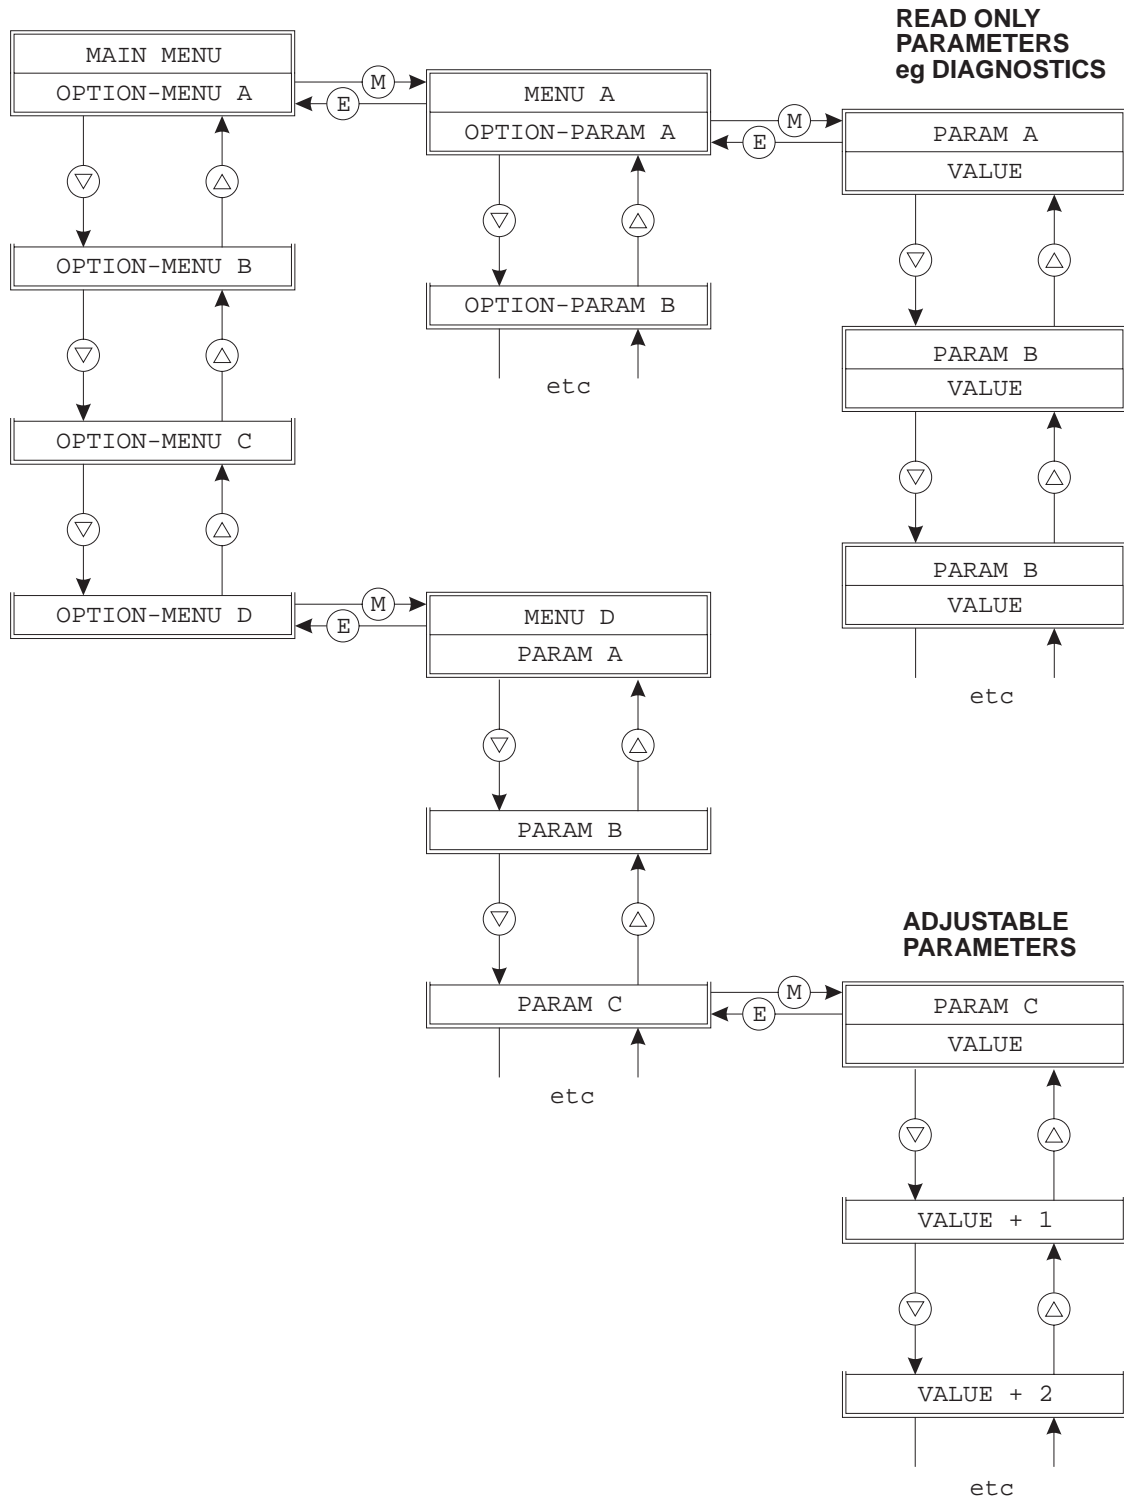 READ ONLY
PARAMETERS
eg DIAGNOSTICS
MAIN MENU
OPTION-MENU A
M
E
MENU A
OPTION-PARAM A
M
E
PARAM A
VALUE
OPTION-MENU B
OPTION-PARAM B
etc
PARAM B
VALUE
OPTION-MENU C
PARAM B
VALUE
etc
OPTION-MENU D
M
E
MENU D
PARAM A
PARAM B
ADJUSTABLE
PARAMETERS
PARAM C
etc
M
E
PARAM C
VALUE
VALUE + 1
VALUE + 2
etc